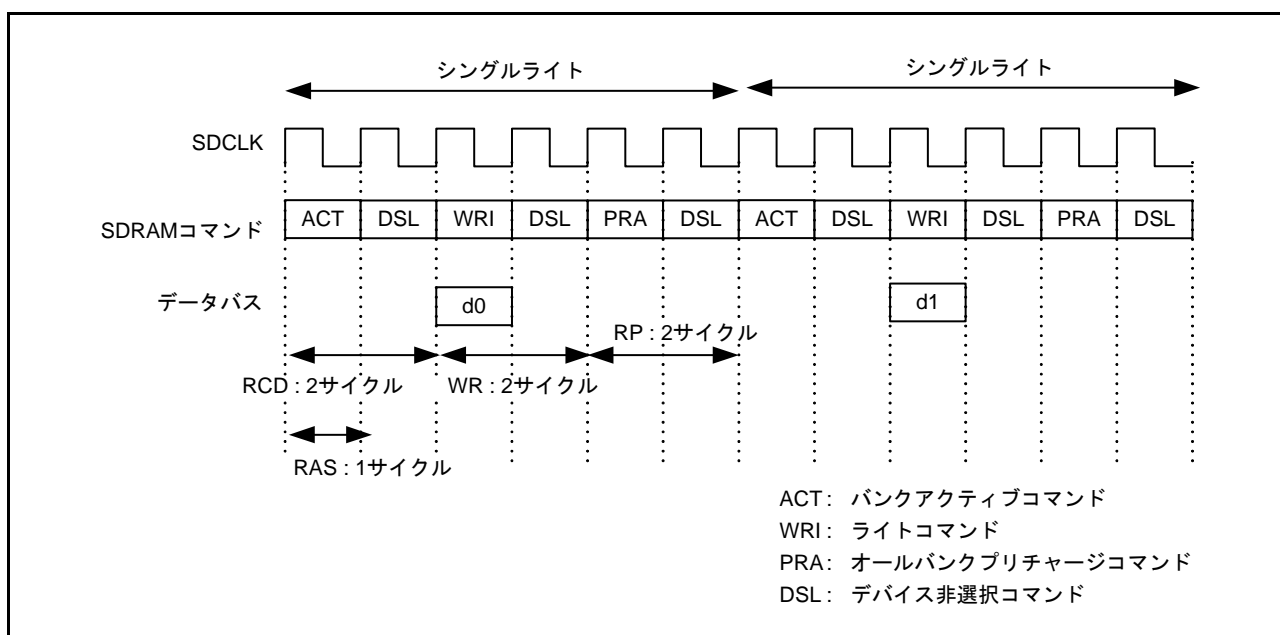 シングルライト シングルライト
SDCLK
SDRAMコマンド ACT DSL WRI DSL PRA DSL ACT DSL WRI DSL PRA DSL
データバス d0 d1
RP : 2サイクル
RCD : 2サイクル WR : 2サイクル
RAS : 1サイクル
ACT : バンクアクティブコマンド
WRI : ライトコマンド
PRA : オールバンクプリチャージコマンド
DSL : デバイス非選択コマンド